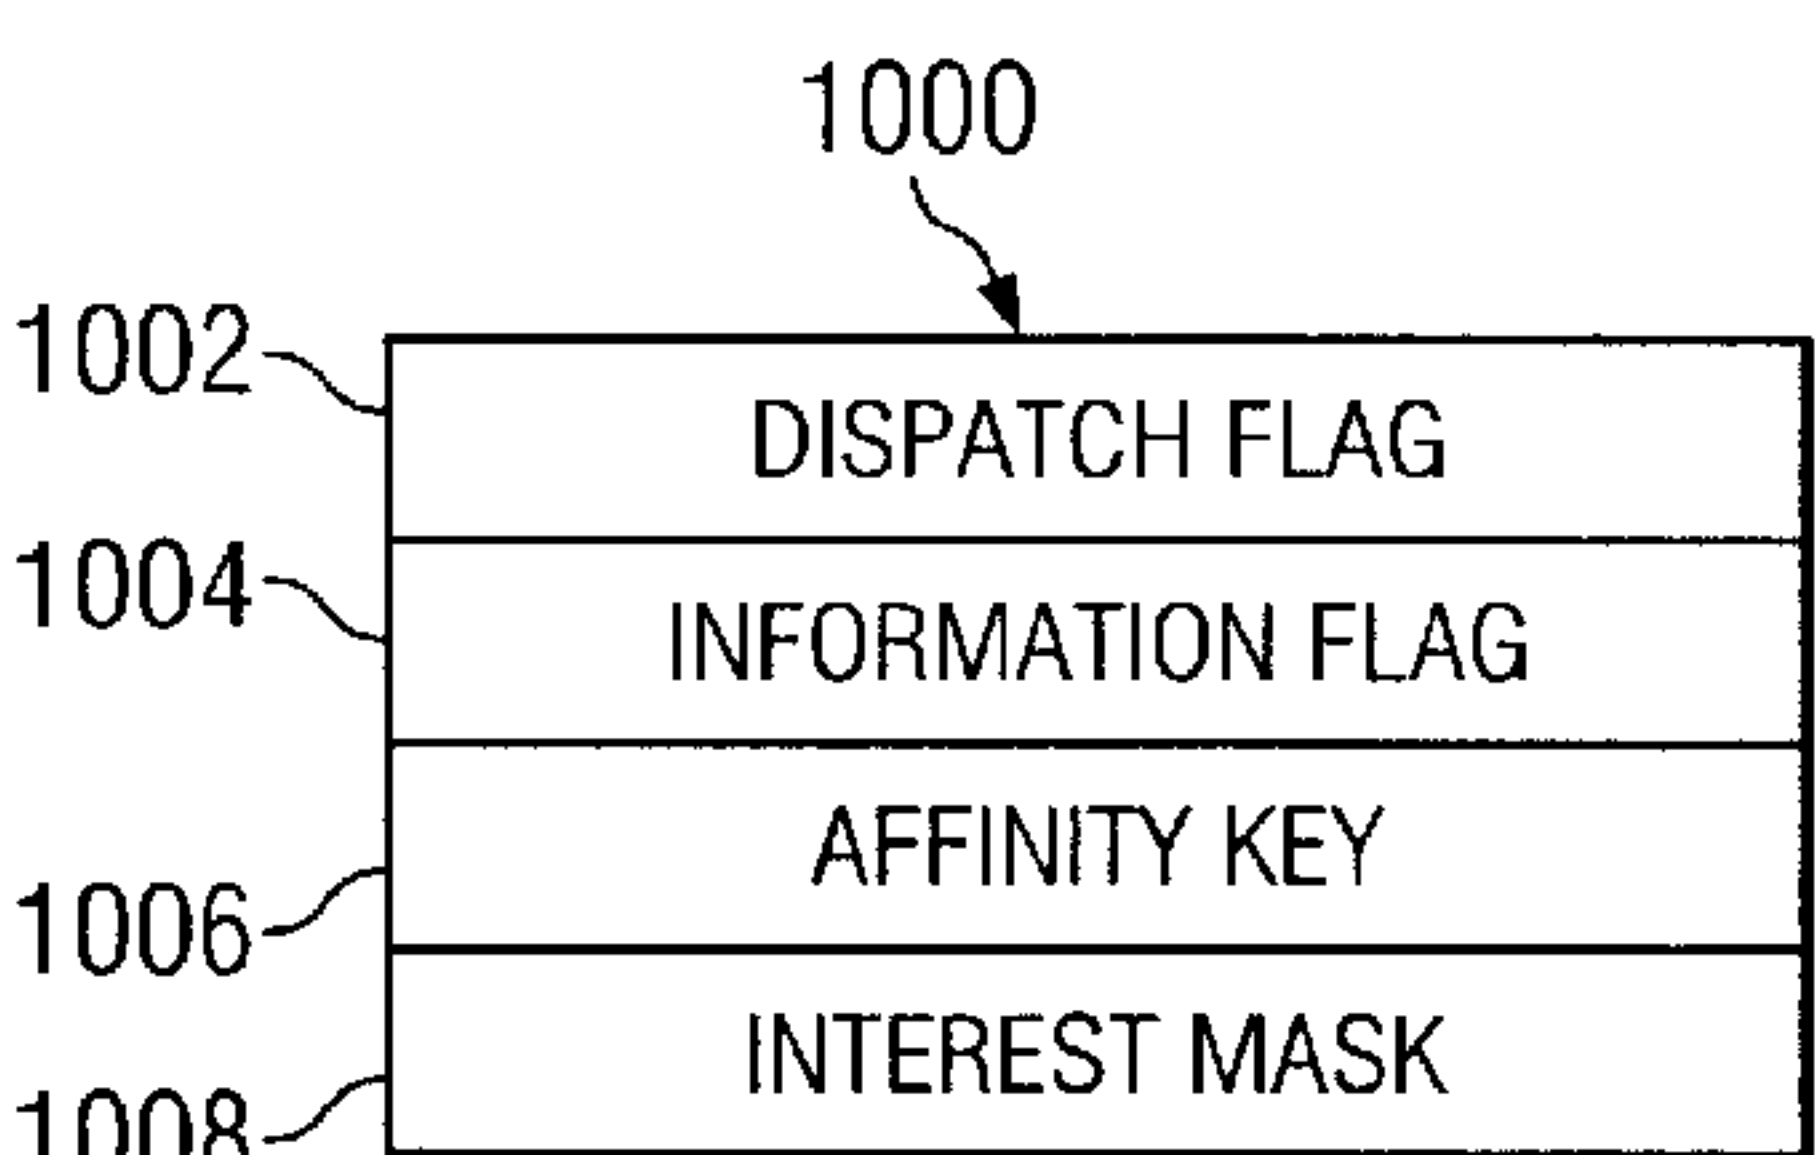 1000
1002
DISPATCH FLAG
1004
INFORMATION FLAG
AFFINITY KEY
1006
INTEREST MASK
1008